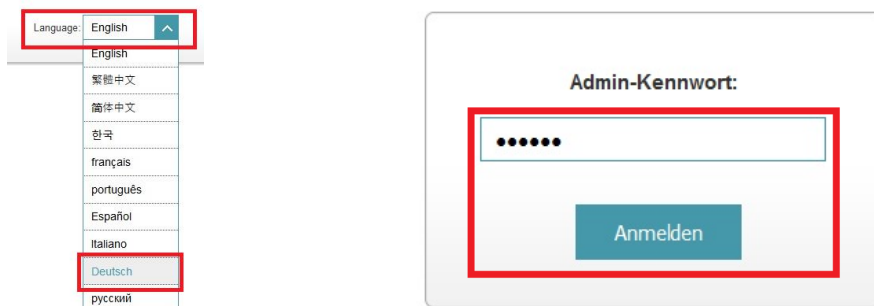 Language: English
English
繁體中文
简体中文
한국
français
português
Español
Italiano
Deutsch
русский
Admin-Kennwort:
••••••
Anmelden